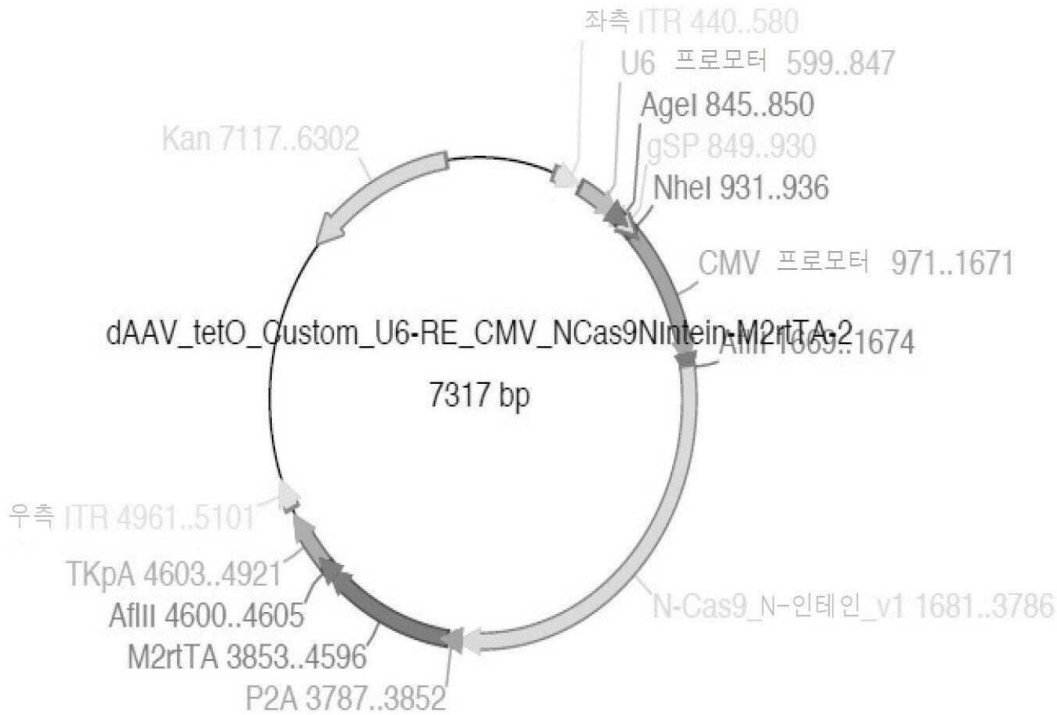 좌측 ITR 440..580
U6 프로모터 599..847
AgeI 845..850
gSP 849..930
NheI 931..936
CMV 프로모터 971..1671
AflII 1669..1674
dAAV_tetO_Custom_U6-RE_CMV_NCas9NIntein-M2rtTA-2
7317 bp
Kan 7117..6302
우측 ITR 4961..5101
TKpA 4603..4921
AflII 4600..4605
M2rtTA 3853..4596
P2A 3787..3852
N-Cas9_N-인테인_v1 1681..3786